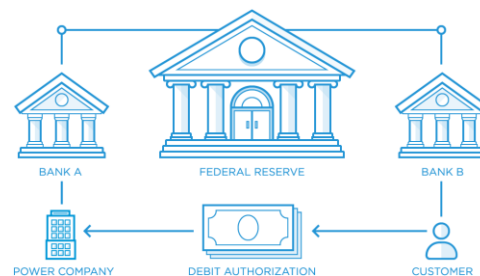 BANK A
FEDERAL RESERVE
BANK B
POWER COMPANY
DEBIT AUTHORIZATION
CUSTOMER